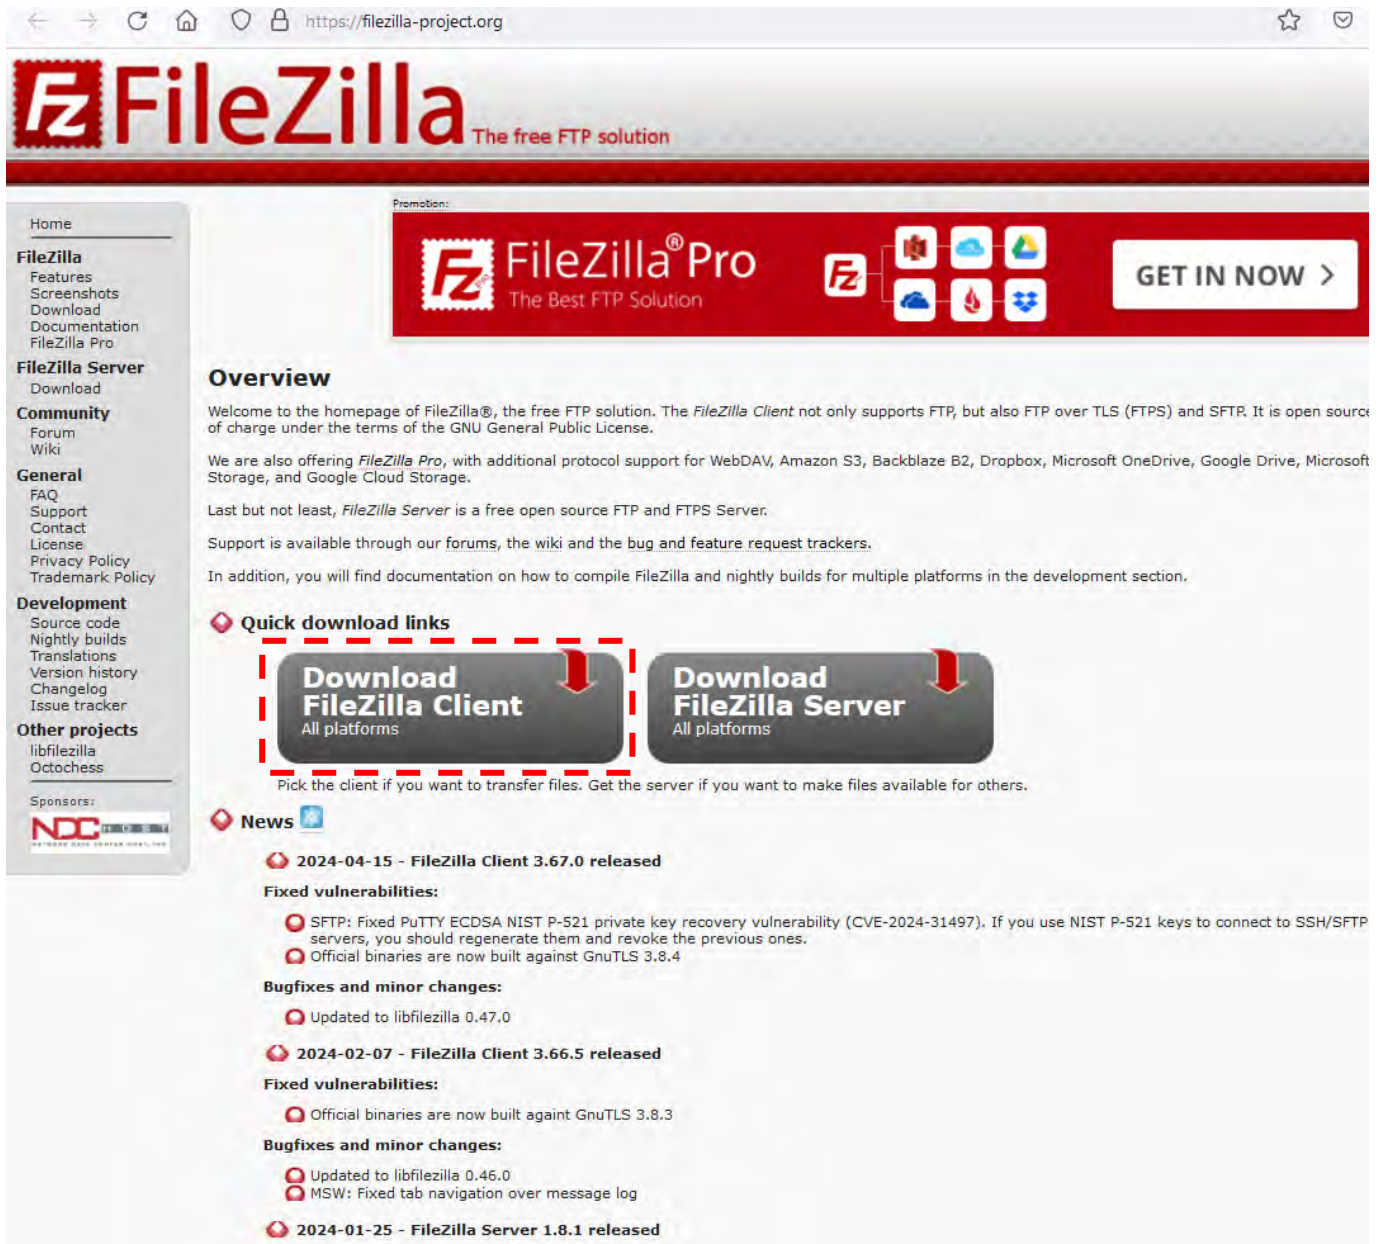 https://filezilla-project.org
Fz FileZilla The free FTP solution
Promotion:
Fz FileZilla® Pro
The Best FTP Solution
Fz
GET IN NOW >
Home
FileZilla
Features
Screenshots
Download
Documentation
FileZilla Pro
FileZilla Server
Download
Community
Forum
Wiki
General
FAQ
Support
Contact
License
Privacy Policy
Trademark Policy
Development
Source code
Nightly builds
Translations
Version history
Changelog
Issue tracker
Other projects
libfilezilla
Octochess
Sponsors:
NDC HOST
Overview
Welcome to the homepage of FileZilla®, the free FTP solution. The FileZilla Client not only supports FTP, but also FTP over TLS (FTPS) and SFTP. It is open source
of charge under the terms of the GNU General Public License.
We are also offering FileZilla Pro, with additional protocol support for WebDAV, Amazon S3, Backblaze B2, Dropbox, Microsoft OneDrive, Google Drive, Microsoft
Storage, and Google Cloud Storage.
Last but not least, FileZilla Server is a free open source FTP and FTPS Server.
Support is available through our forums, the wiki and the bug and feature request trackers.
In addition, you will find documentation on how to compile FileZilla and nightly builds for multiple platforms in the development section.
Quick download links
Download
FileZilla Client
All platforms
Download
FileZilla Server
All platforms
Pick the client if you want to transfer files. Get the server if you want to make files available for others.
News
2024-04-15 - FileZilla Client 3.67.0 released
Fixed vulnerabilities:
SFTP: Fixed PuTTY ECDSA NIST P-521 private key recovery vulnerability (CVE-2024-31497). If you use NIST P-521 keys to connect to SSH/SFTP
servers, you should regenerate them and revoke the previous ones.
Official binaries are now built against GnuTLS 3.8.4
Bugfixes and minor changes:
Updated to libfilezilla 0.47.0
2024-02-07 - FileZilla Client 3.66.5 released
Fixed vulnerabilities:
Official binaries are now built againt GnuTLS 3.8.3
Bugfixes and minor changes:
Updated to libfilezilla 0.46.0
MSW: Fixed tab navigation over message log
2024-01-25 - FileZilla Server 1.8.1 released